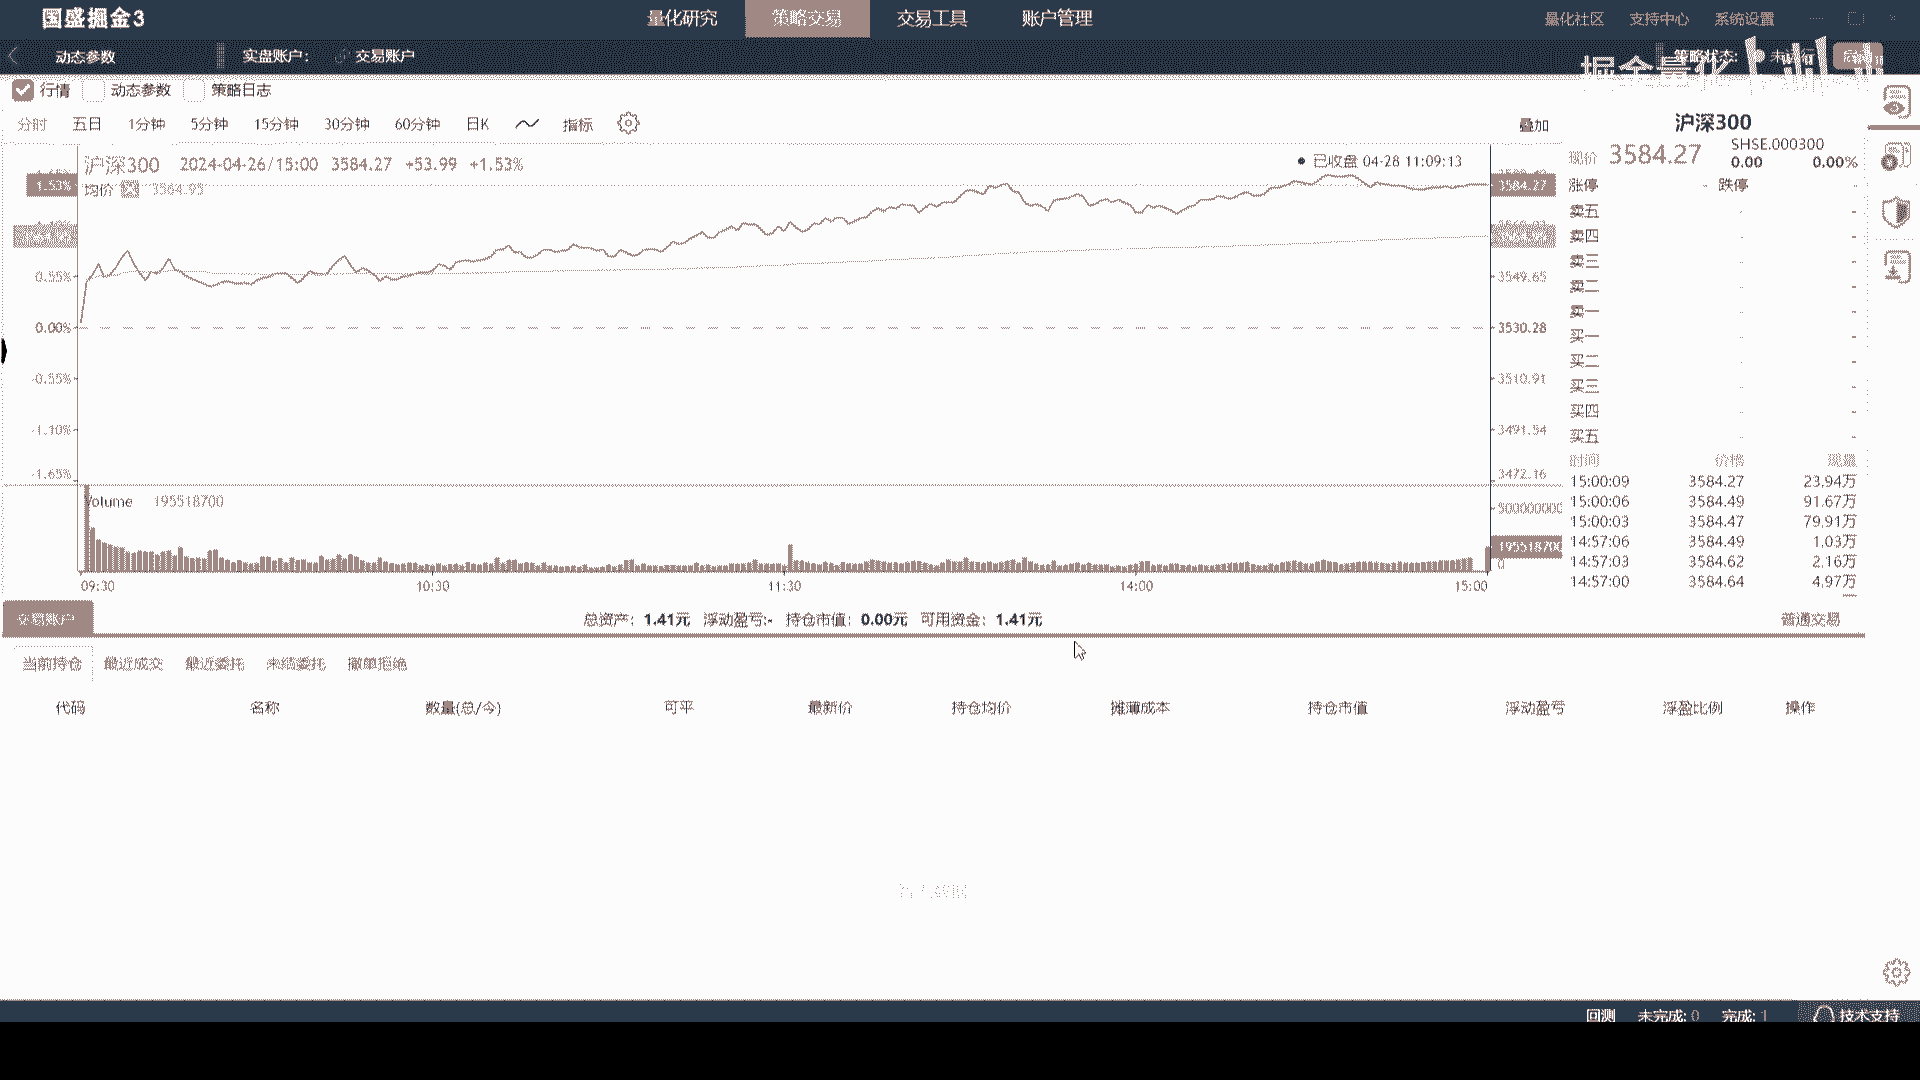 国盛掘金3 量化研究 策略交易 交易工具 账户管理 量化社区 支持中心 系统设置
动态参数 实盘账户: 交易账户 策略状态:
掘金量化
行情 动态参数 策略日志
分时 五日 1分钟 5分钟 15分钟 30分钟 60分钟 日K 指标 叠加
沪深300 2024-04-26/15:00 3584.27 +53.99 +1.53% 已收盘 04-28 11:09:13
均价 3564.95
1.53%
0.55%
0.00%
-0.55%
-1.10%
-1.65%
3584.27
3549.65
3530.28
3510.91
3491.54
3472.16
Volume 195518700
500000000
195518700
0
09:30 10:30 11:30 14:00 15:00
沪深300
现价 3584.27 SHSE.000300
0.00 0.00%
涨停 - 跌停 -
卖五 - -
卖四 - -
卖三 - -
卖二 - -
卖一 - -
买一 - -
买二 - -
买三 - -
买四 - -
买五 - -
时间 价格 现量
15:00:09 3584.27 23.94万
15:00:06 3584.49 91.67万
15:00:03 3584.47 79.91万
14:57:06 3584.49 1.03万
14:57:03 3584.62 2.16万
14:57:00 3584.64 4.97万
交易账户 总资产: 1.41元 浮动盈亏:- 持仓市值: 0.00元 可用资金: 1.41元 普通交易
当前持仓 最近成交 最近委托 未结委托 撤单拒绝
代码 名称 数量(总/今) 可平 最新价 持仓均价 摊薄成本 持仓市值 浮动盈亏 浮盈比例 操作
回测 未完成: 0 完成: 1 技术支持